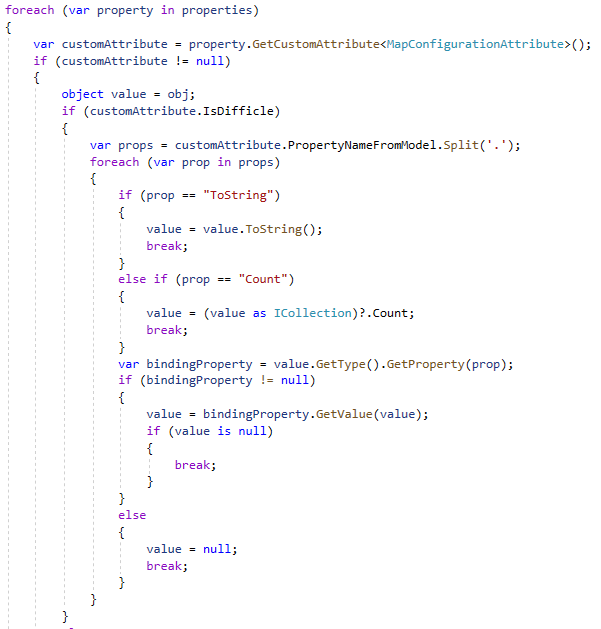 foreach (var property in properties)
{
    var customAttribute = property.GetCustomAttribute<MapConfigurationAttribute>();
    if (customAttribute != null)
    {
        object value = obj;
        if (customAttribute.IsDifficle)
        {
            var props = customAttribute.PropertyNameFromModel.Split('.');
            foreach (var prop in props)
            {
                if (prop == "ToString")
                {
                    value = value.ToString();
                    break;
                }
                else if (prop == "Count")
                {
                    value = (value as ICollection)?.Count;
                    break;
                }
                var bindingProperty = value.GetType().GetProperty(prop);
                if (bindingProperty != null)
                {
                    value = bindingProperty.GetValue(value);
                    if (value is null)
                    {
                        break;
                    }
                }
                else
                {
                    value = null;
                    break;
                }
            }
        }